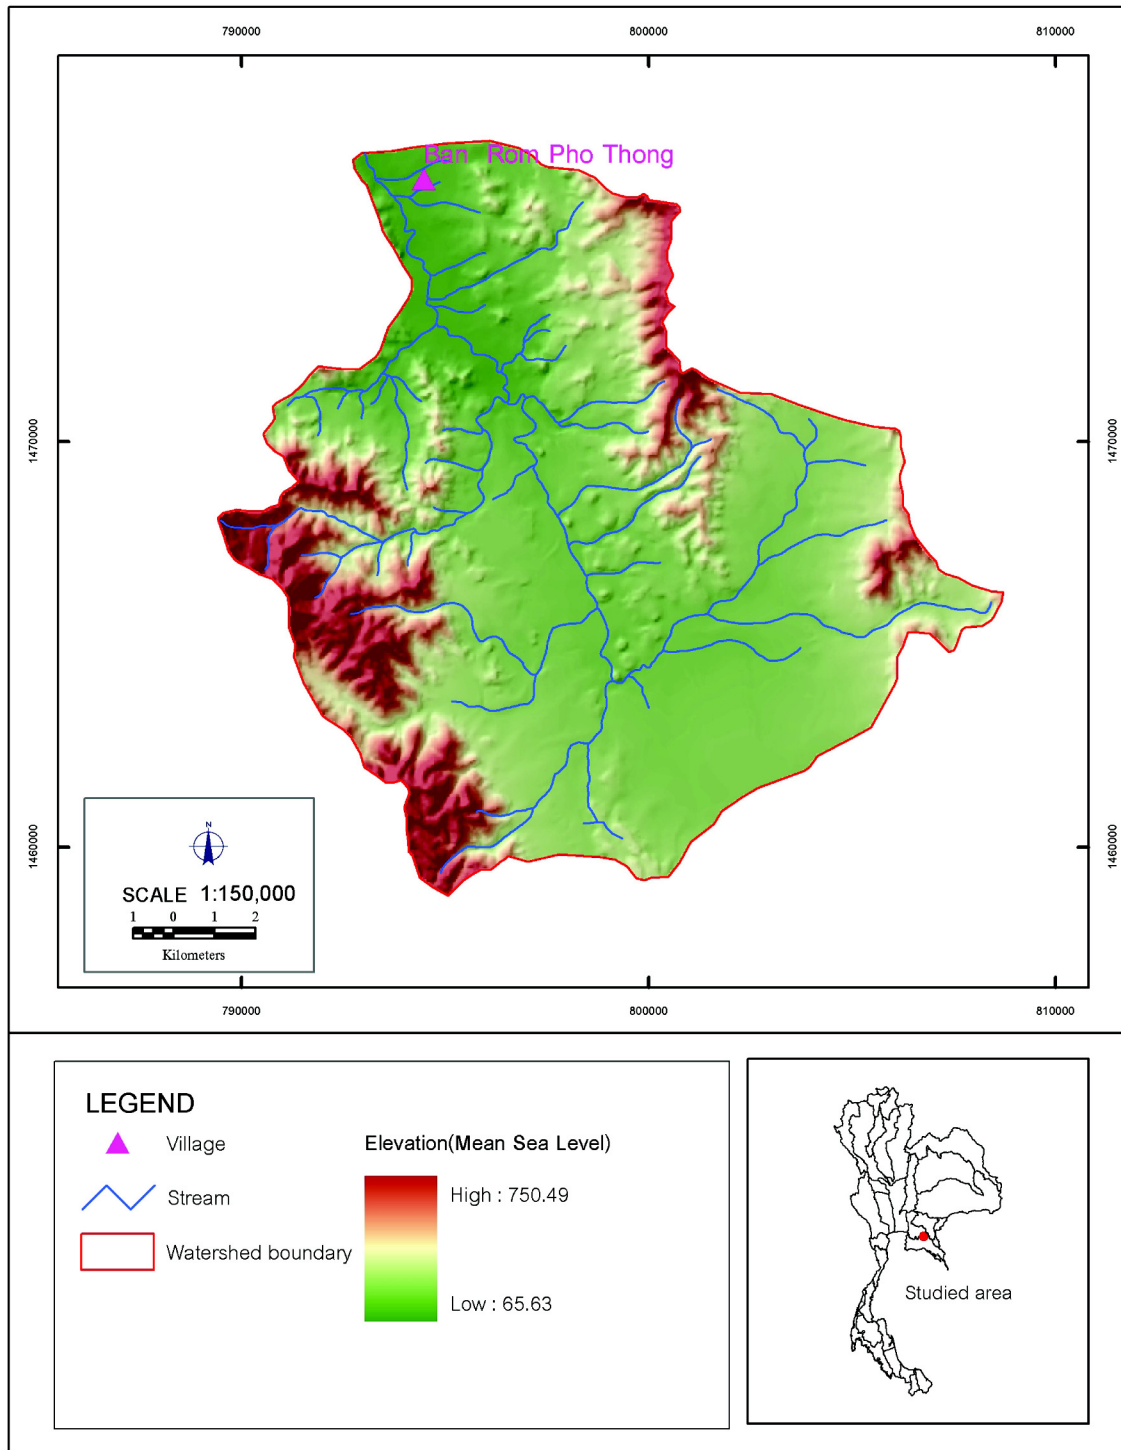 790000 800000 810000
Ban Rom Pho Thong
1470000 1470000
1460000 1460000
N
SCALE 1:150,000
1 0 1 2
Kilometers
790000 800000 810000
LEGEND
Village
Stream
Watershed boundary
Elevation(Mean Sea Level)
High : 750.49
Low : 65.63
Studied area